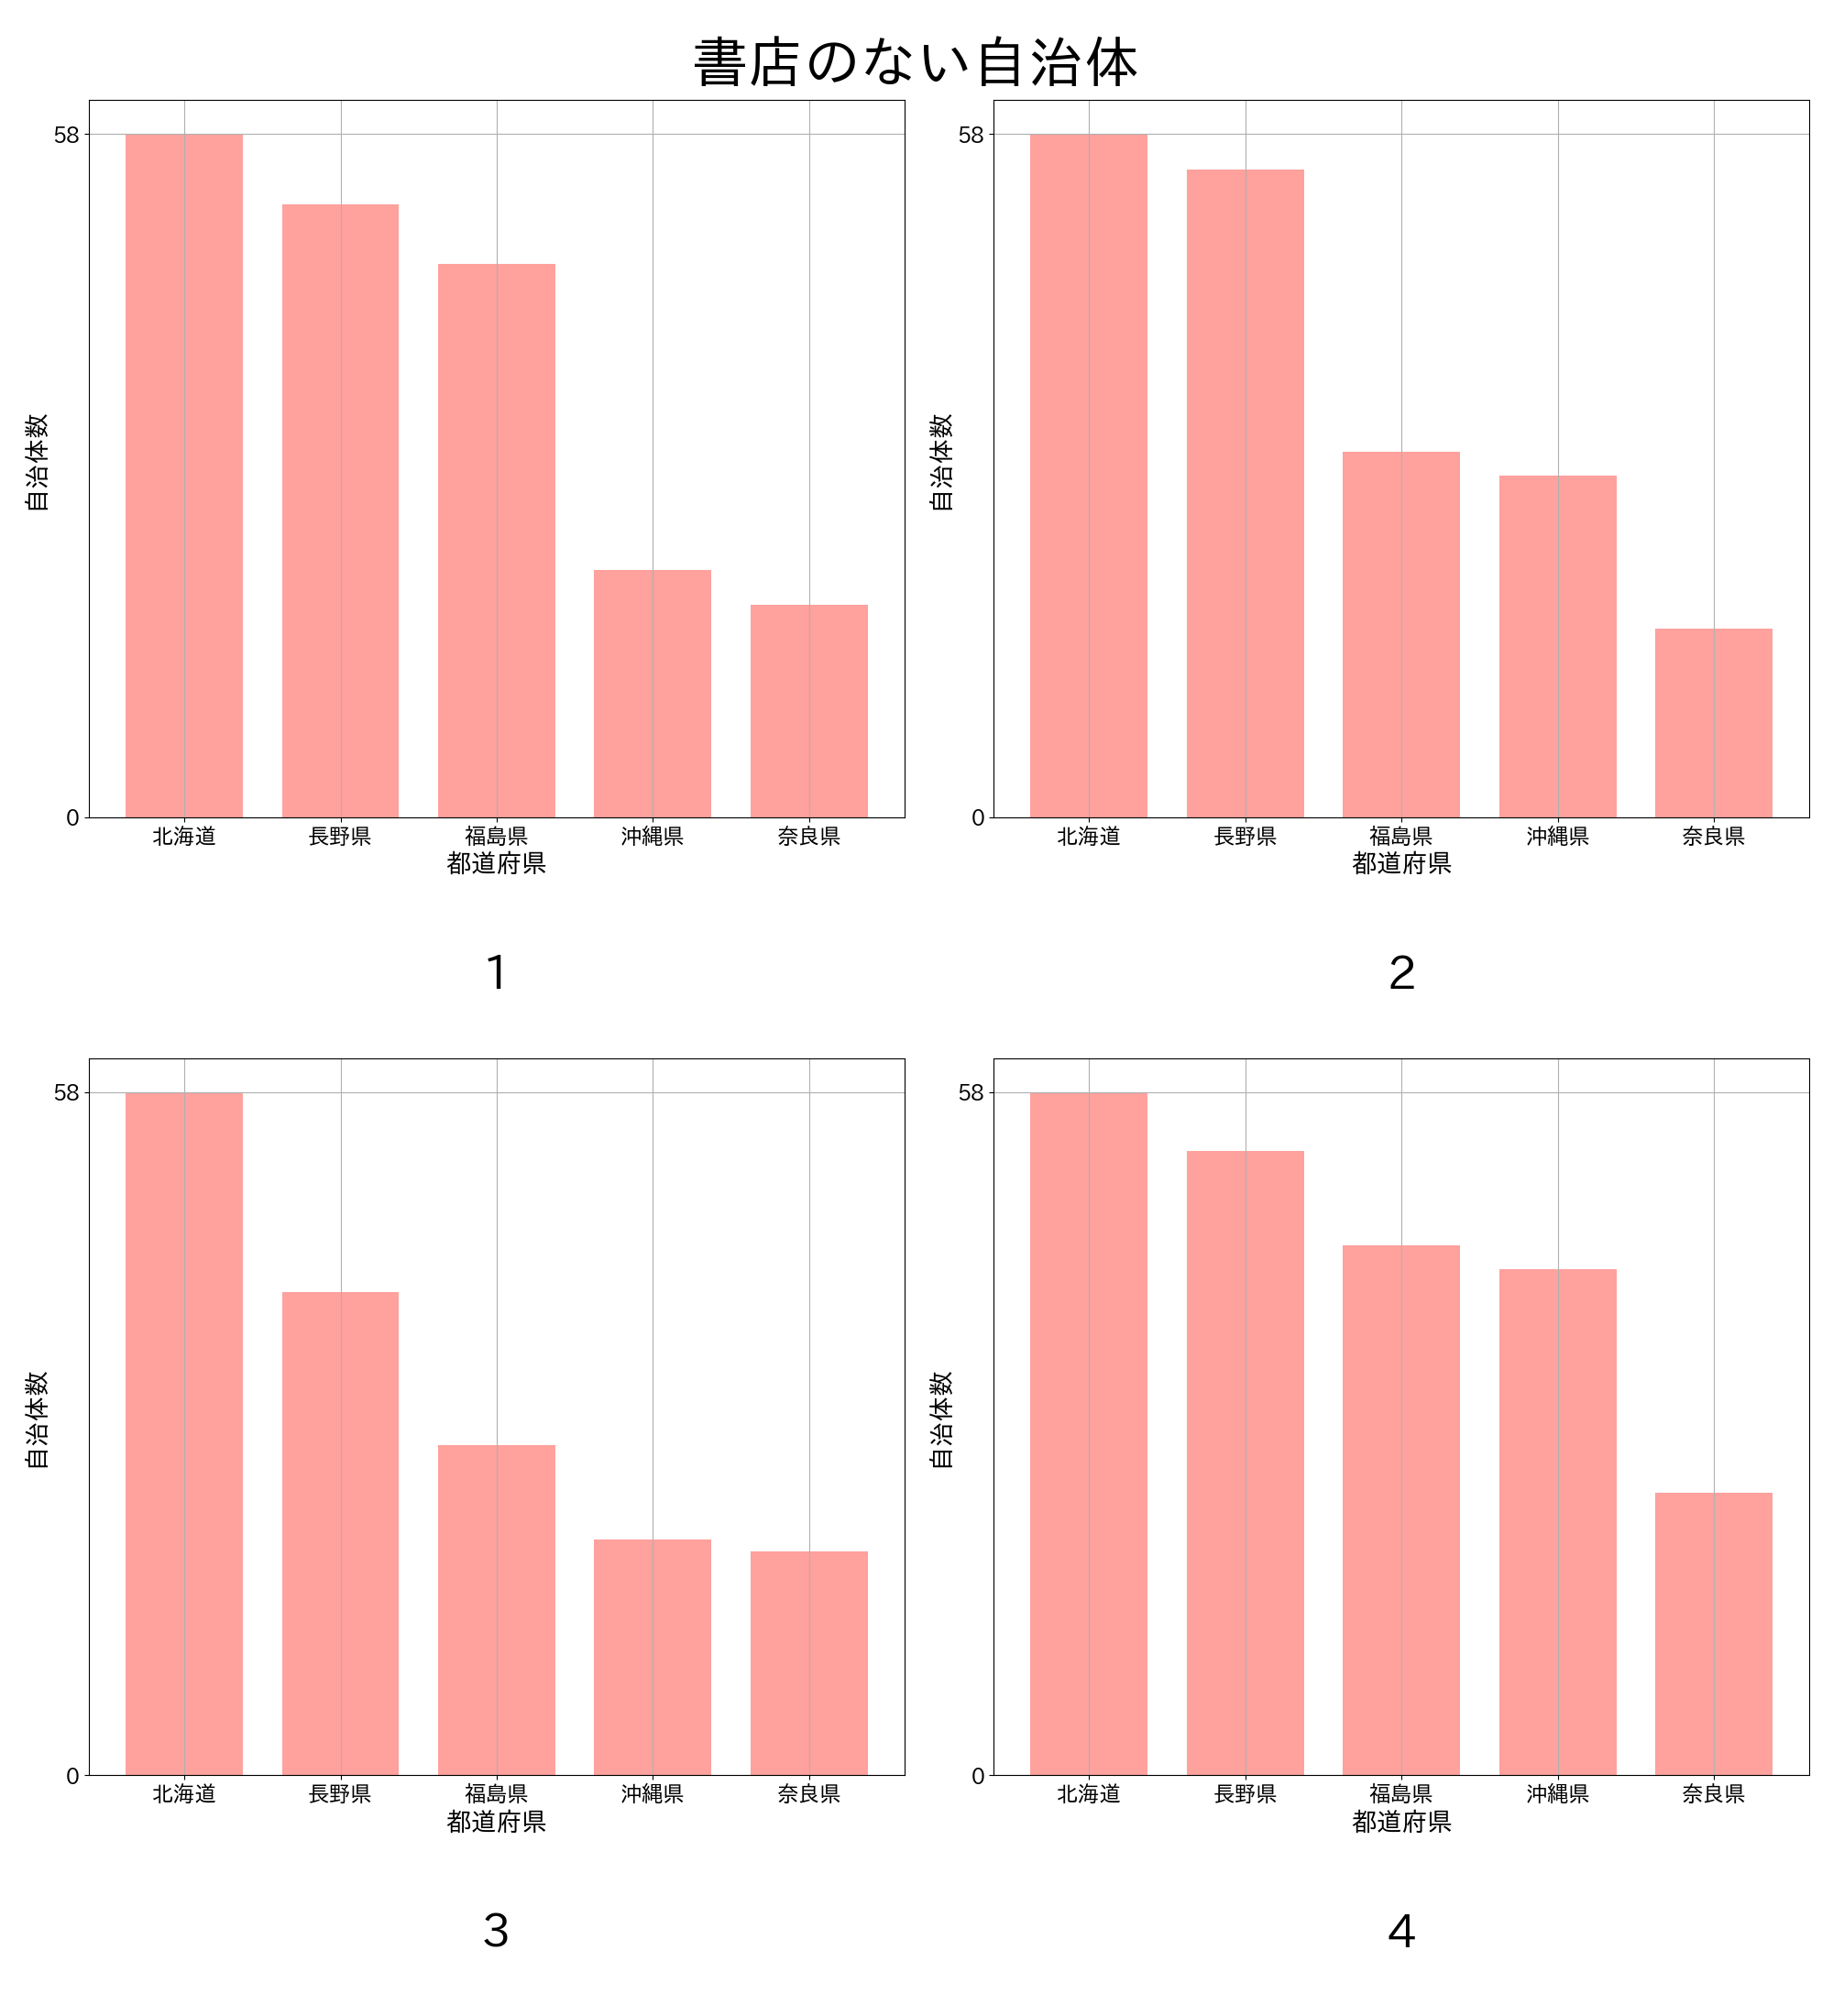 書店のない自治体
58
0
自治体数
北海道 長野県 福島県 沖縄県 奈良県
都道府県
1
58
0
自治体数
北海道 長野県 福島県 沖縄県 奈良県
都道府県
2
58
0
自治体数
北海道 長野県 福島県 沖縄県 奈良県
都道府県
3
58
0
自治体数
北海道 長野県 福島県 沖縄県 奈良県
都道府県
4